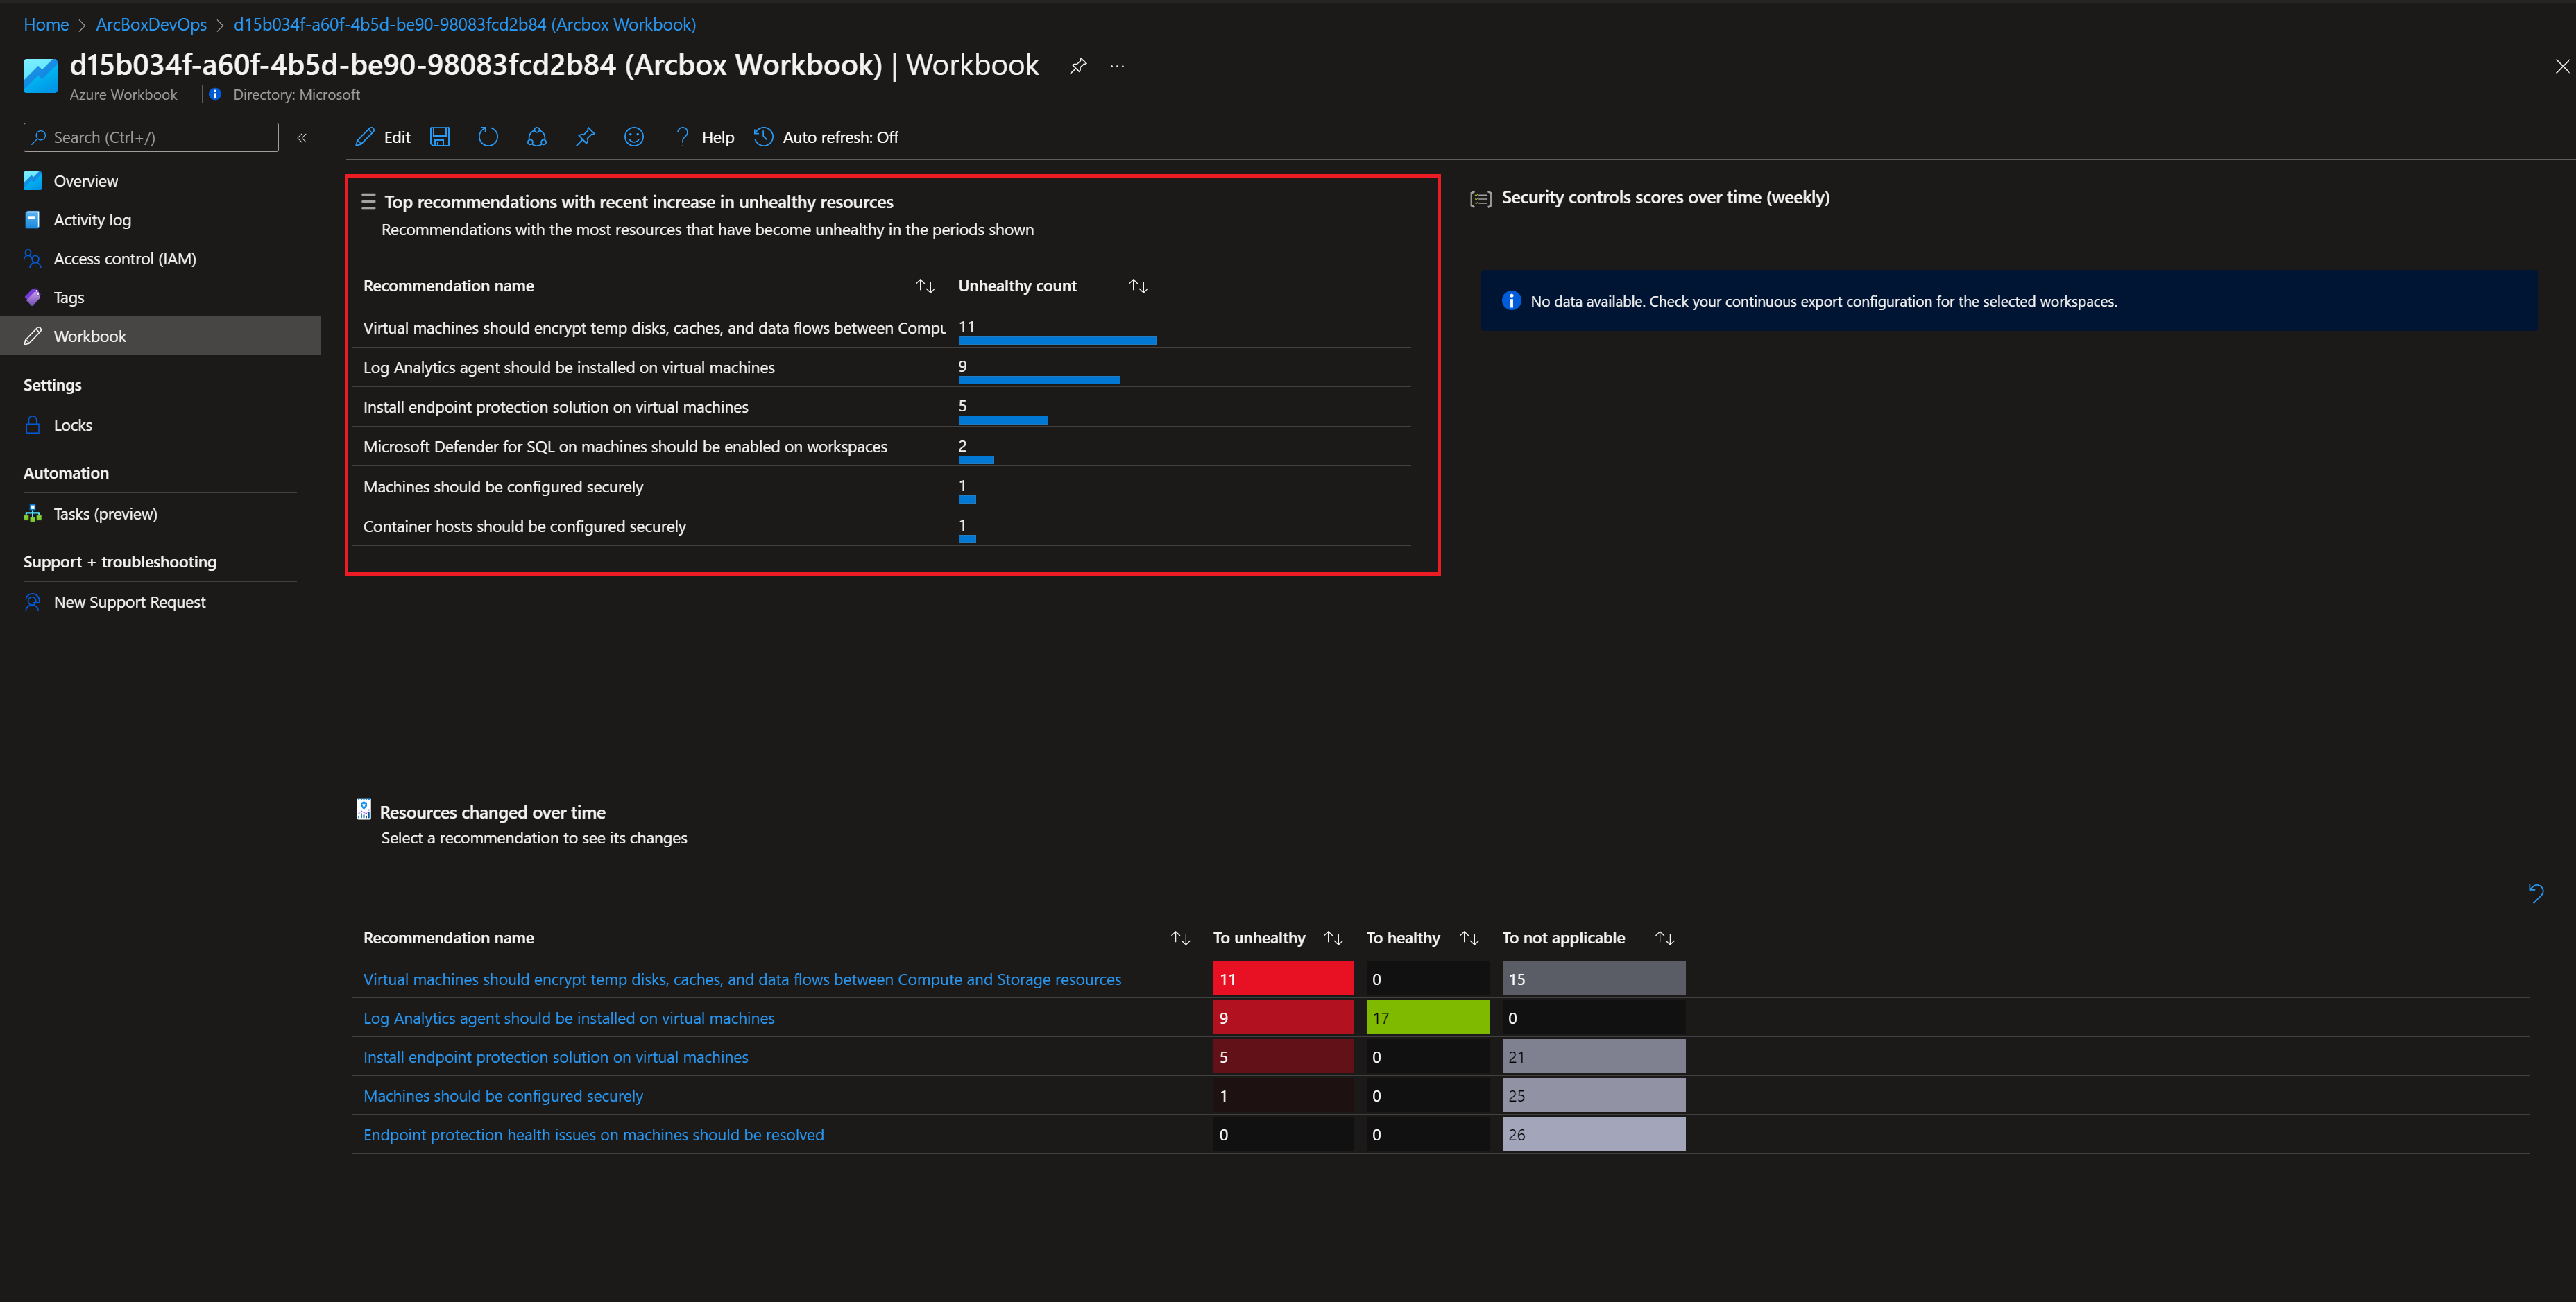 Home > ArcBoxDevOps > d15b034f-a60f-4b5d-be90-98083fcd2b84 (Arcbox Workbook)
d15b034f-a60f-4b5d-be90-98083fcd2b84 (Arcbox Workbook) | Workbook ...
Azure Workbook | Directory: Microsoft
Search (Ctrl+/) «
Overview
Activity log
Access control (IAM)
Tags
Workbook
Settings
Locks
Automation
Tasks (preview)
Support + troubleshooting
New Support Request
Edit ? Help Auto refresh: Off
Top recommendations with recent increase in unhealthy resources
Recommendations with the most resources that have become unhealthy in the periods shown
Recommendation name ↑↓ Unhealthy count ↑↓
Virtual machines should encrypt temp disks, caches, and data flows between Compu 11
Log Analytics agent should be installed on virtual machines 9
Install endpoint protection solution on virtual machines 5
Microsoft Defender for SQL on machines should be enabled on workspaces 2
Machines should be configured securely 1
Container hosts should be configured securely 1
Security controls scores over time (weekly)
No data available. Check your continuous export configuration for the selected workspaces.
Resources changed over time
Select a recommendation to see its changes
Recommendation name ↑↓ To unhealthy ↑↓ To healthy ↑↓ To not applicable ↑↓
Virtual machines should encrypt temp disks, caches, and data flows between Compute and Storage resources 11 0 15
Log Analytics agent should be installed on virtual machines 9 17 0
Install endpoint protection solution on virtual machines 5 0 21
Machines should be configured securely 1 0 25
Endpoint protection health issues on machines should be resolved 0 0 26